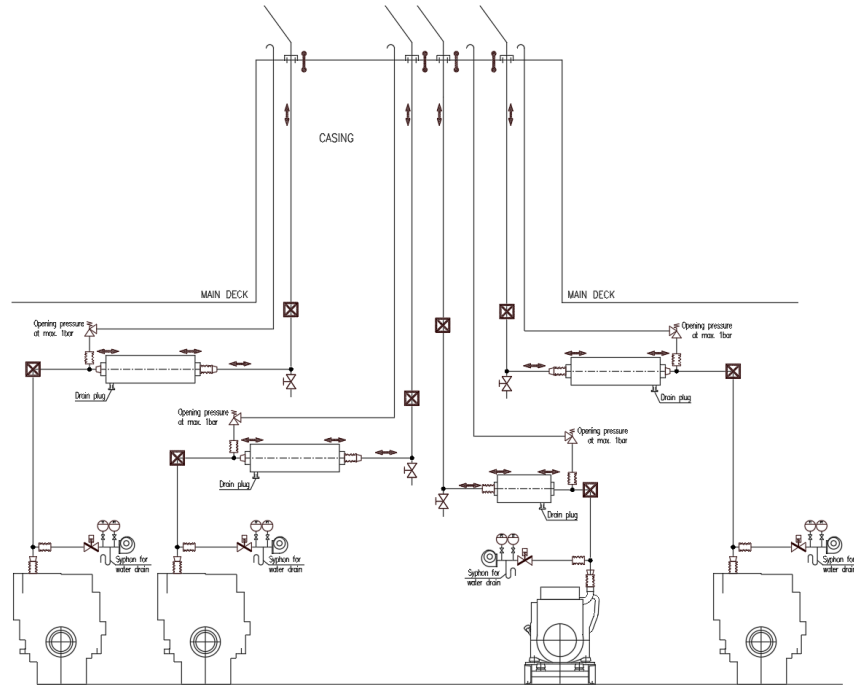 CASING
MAIN DECK
MAIN DECK
Opening pressure
at max. 1bar
Opening pressure
at max. 1bar
Drain plug
Drain plug
Opening pressure
at max. 1bar
Opening pressure
at max. 1bar
Drain plug
Drain plug
Syphon for
water drain
Syphon for
water drain
Syphon for
water drain
Syphon for
water drain